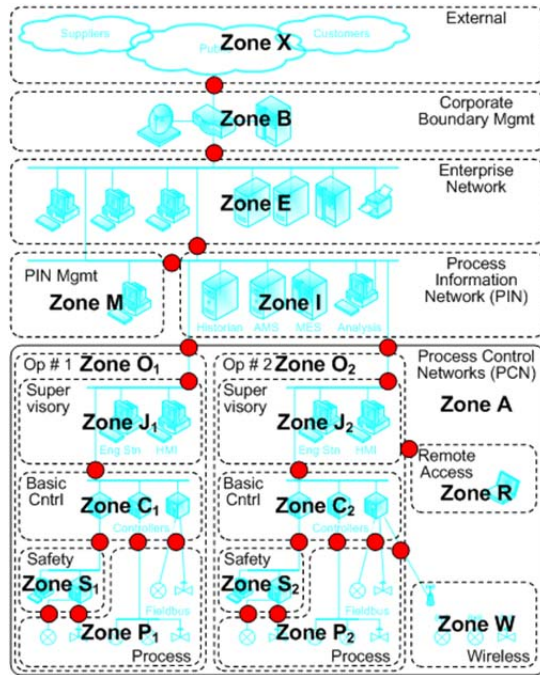 External
Suppliers
Customers
Zone X
Corporate
Boundary Mgmt
Zone B
Enterprise
Network
Zone E
PIN Mgmt
Zone M
Zone I
Process
Information
Network (PIN)
Historian AMS MES Analysis
Op # 1 Zone O₁
Op # 2 Zone O₂
Process Control
Networks (PCN)
Zone A
Super
visory
Zone J₁
Eng Stn HMI
Super
visory
Zone J₂
Eng Stn HMI
Remote
Access
Zone R
Basic
Cntrl
Zone C₁
Controllers
Basic
Cntrl
Zone C₂
Controllers
Safety
Zone S₁
Fieldbus
Zone P₁
Process
Safety
Zone S₂
Fieldbus
Zone P₂
Process
Zone W
Wireless